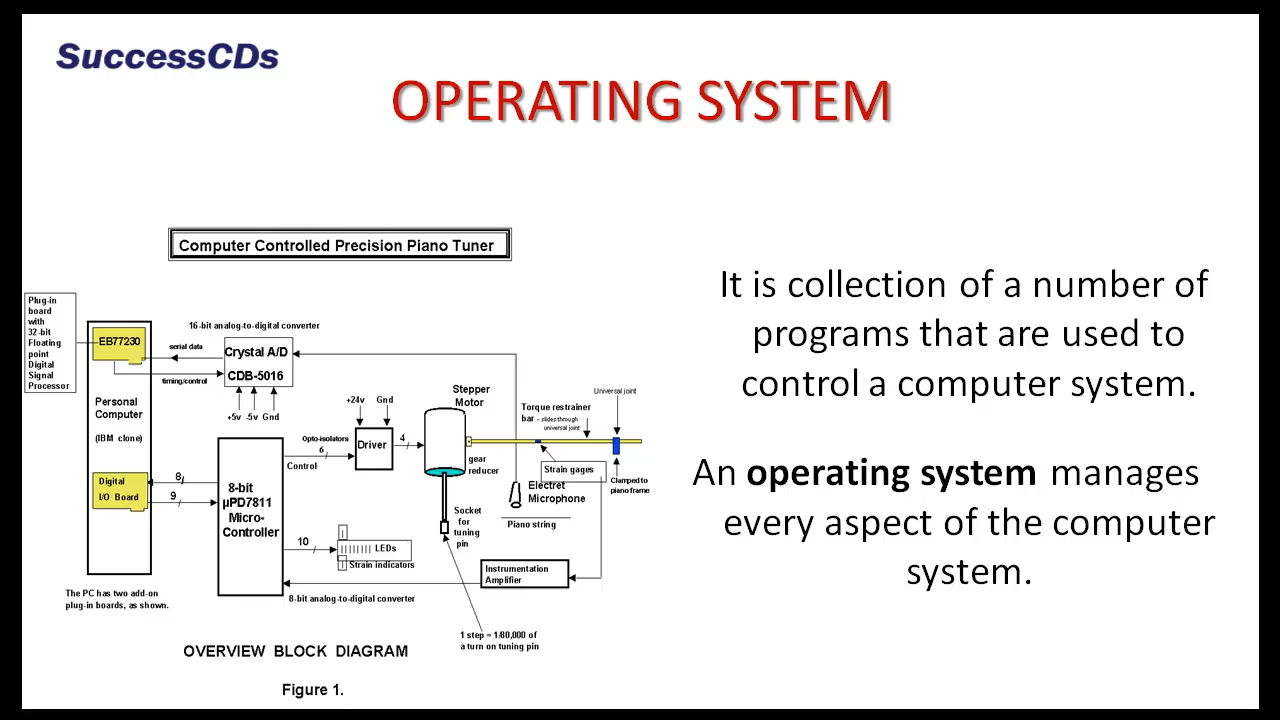 SuccessCDs
OPERATING SYSTEM
Computer Controlled Precision Piano Tuner
Plug-in
board
with
32-bit
Floating
point
Digital
Signal
Processor
EB77230
Personal
Computer
(IBM clone)
Digital
I/O Board
The PC has two add-on
plug-in boards, as shown.
16-bit analog-to-digital converter
serial data
timing/control
Crystal A/D
CDB-5016
+5v -5v Gnd
8
9
8-bit
µPD7811
Micro-
Controller
Opto-isolators
6
Control
+24v Gnd
Driver
4
Stepper
Motor
gear
reducer
Socket
for
tuning
pin
10
LEDs
Strain indicators
8-bit analog-to-digital converter
Torque restrainer
bar - slides through
universal joint
Universal joint
Strain gages
Clamped to
piano frame
Electret
Microphone
Piano string
Instrumentation
Amplifier
1 step = 1/80,000 of
a turn on tuning pin
OVERVIEW BLOCK DIAGRAM
Figure 1.
It is collection of a number of
programs that are used to
control a computer system.
An operating system manages
every aspect of the computer
system.